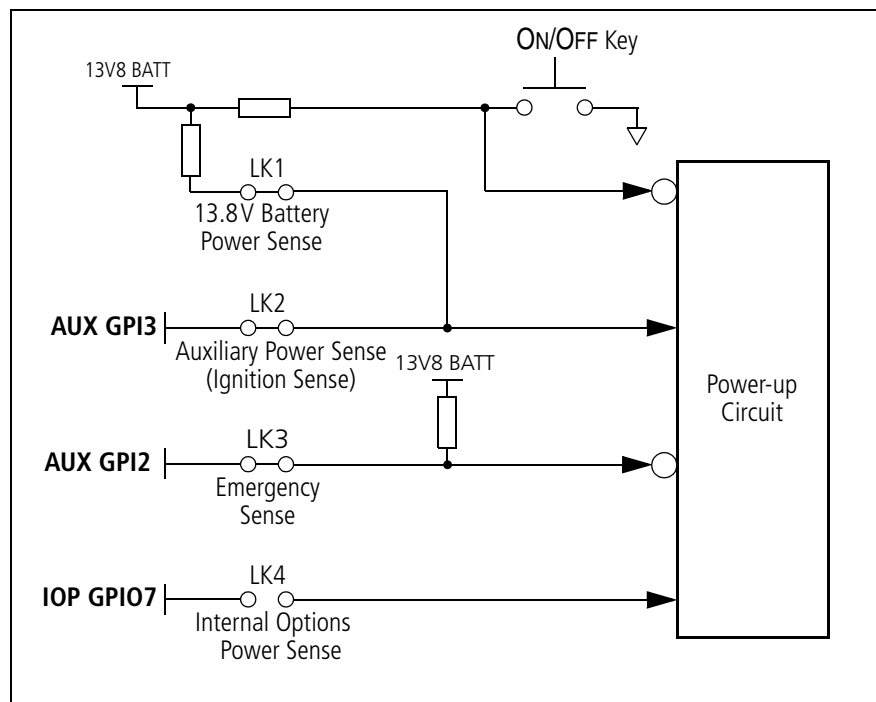 ON/OFF Key
13V8 BATT
LK1
13.8V Battery
Power Sense
LK2
AUX GPI3
Auxiliary Power Sense
(Ignition Sense)
13V8 BATT
Power-up
Circuit
LK3
AUX GPI2
Emergency
Sense
LK4
IOP GPIO7
Internal Options
Power Sense